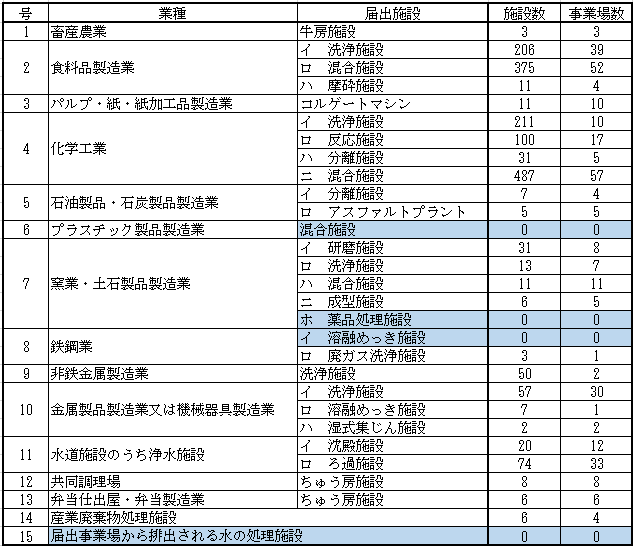 号 業種 届出施設 施設数 事業場数
1 畜産農業 牛房施設 3 3
2 食料品製造業 イ 洗浄施設 206 39
ロ 混合施設 375 52
ハ 摩砕施設 11 4
3 パルプ・紙・紙加工品製造業 コルゲートマシン 11 10
4 化学工業 イ 洗浄施設 211 10
ロ 反応施設 100 17
ハ 分離施設 31 5
ニ 混合施設 487 57
5 石油製品・石炭製品製造業 イ 分離施設 7 4
ロ アスファルトプラント 5 5
6 プラスチック製品製造業 混合施設 0 0
7 窯業・土石製品製造業 イ 研磨施設 31 8
ロ 洗浄施設 13 7
ハ 混合施設 11 11
ニ 成型施設 6 5
ホ 薬品処理施設 0 0
8 鉄鋼業 イ 溶融めっき施設 0 0
ロ 廃ガス洗浄施設 3 1
9 非鉄金属製造業 洗浄施設 50 2
10 金属製品製造業又は機械器具製造業 イ 洗浄施設 57 30
ロ 溶融めっき施設 7 1
ハ 湿式集じん施設 2 2
11 水道施設のうち浄水施設 イ 沈殿施設 20 12
ロ ろ過施設 74 33
12 共同調理場 ちゅう房施設 8 8
13 弁当仕出屋・弁当製造業 ちゅう房施設 6 6
14 産業廃棄物処理施設 6 4
15 届出事業場から排出される水の処理施設 0 0